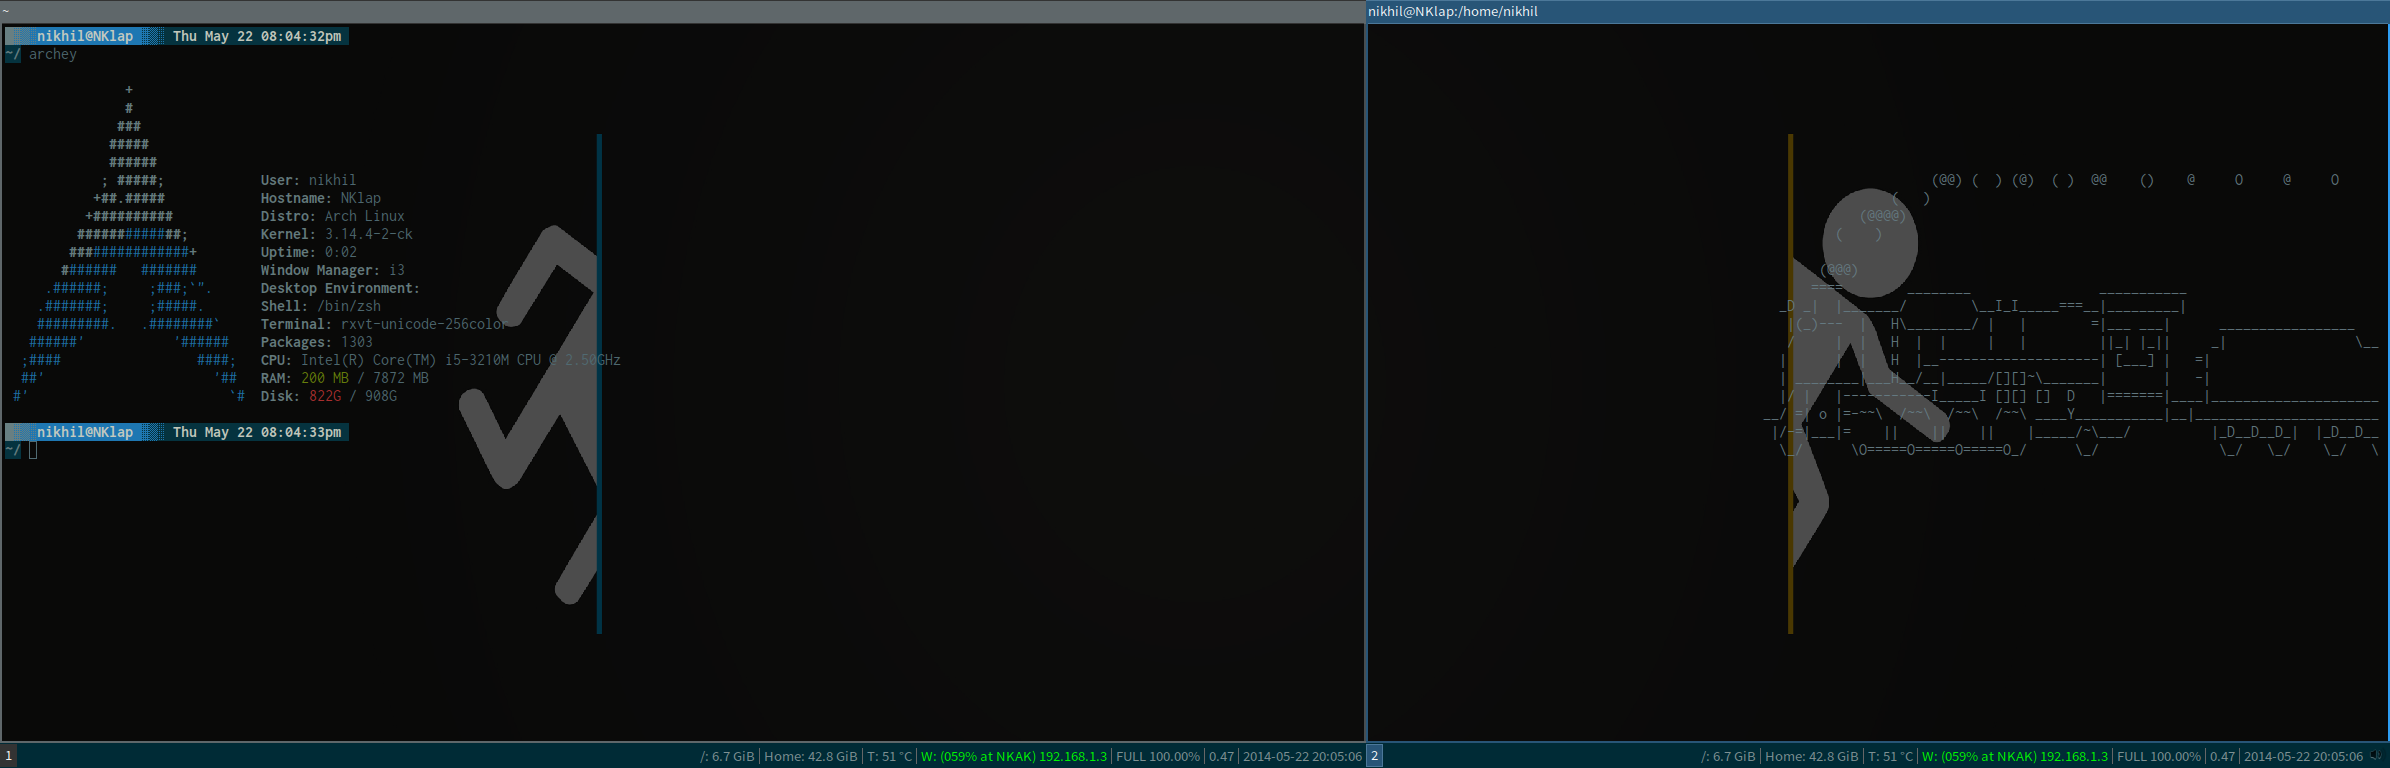 ~
nikhil@NKlap Thu May 22 08:04:32pm
~/ archey
User: nikhil
Hostname: NKlap
Distro: Arch Linux
Kernel: 3.14.4-2-ck
Uptime: 0:02
Window Manager: i3
Desktop Environment:
Shell: /bin/zsh
Terminal: rxvt-unicode-256color
Packages: 1303
CPU: Intel(R) Core(TM) i5-3210M CPU @ 2.50GHz
RAM: 200 MB / 7872 MB
Disk: 822G / 908G
nikhil@NKlap Thu May 22 08:04:33pm
~/
1
/: 6.7 GiB | Home: 42.8 GiB | T: 51 °C | W: (059% at NKAK) 192.168.1.3 | FULL 100.00% | 0.47 | 2014-05-22 20:05:06
nikhil@NKlap:/home/nikhil
2
/: 6.7 GiB | Home: 42.8 GiB | T: 51 °C | W: (059% at NKAK) 192.168.1.3 | FULL 100.00% | 0.47 | 2014-05-22 20:05:06